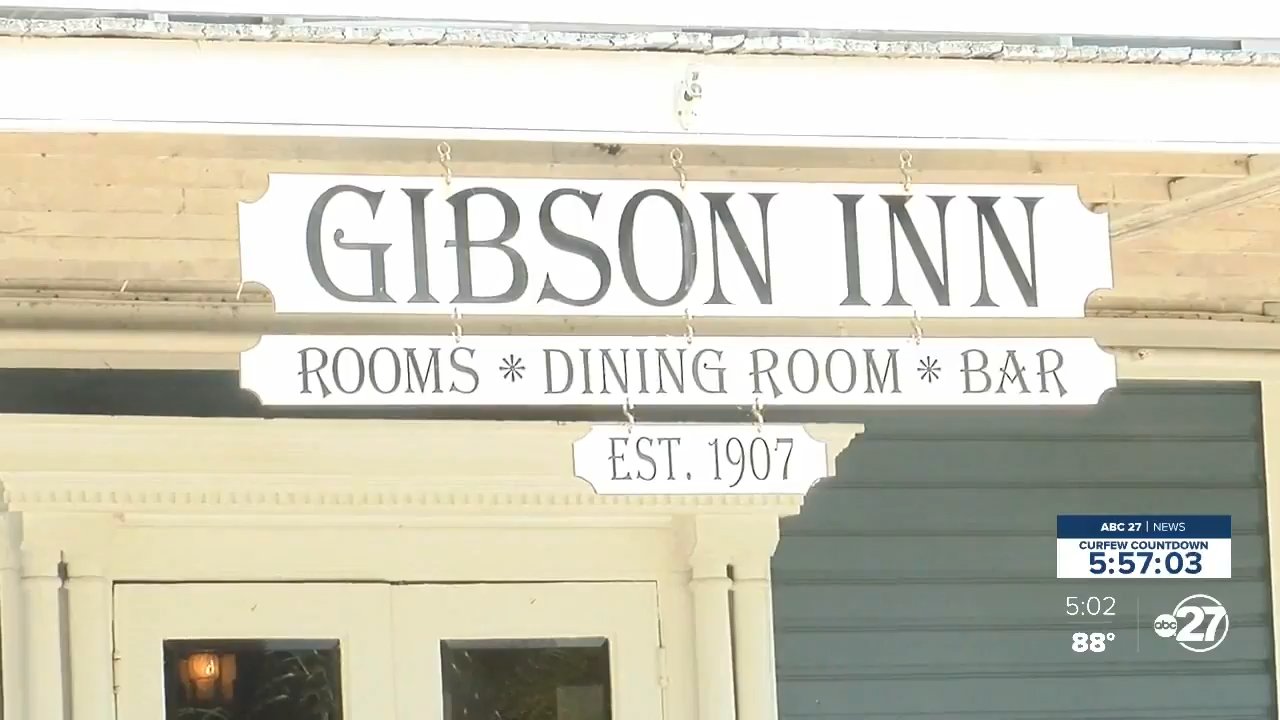 GIBSON INN
ROOMS * DINING ROOM * BAR
EST. 1907
ABC 27 | NEWS
CURFEW COUNTDOWN
5:57:03
5:02
88°
abc 27